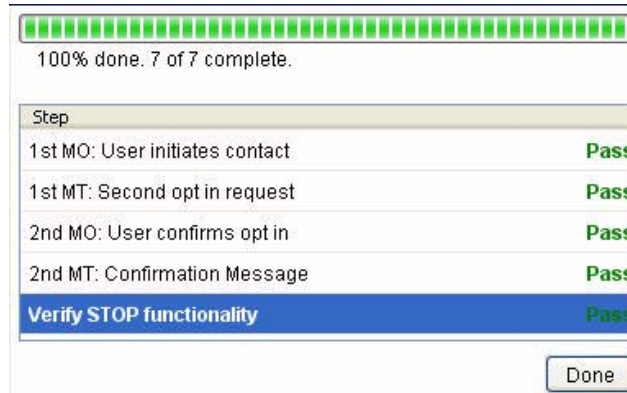 100% done. 7 of 7 complete.
Step
1st MO: User initiates contact Pass
1st MT: Second opt in request Pass
2nd MO: User confirms opt in Pass
2nd MT: Confirmation Message Pass
Verify STOP functionality Pass
Done